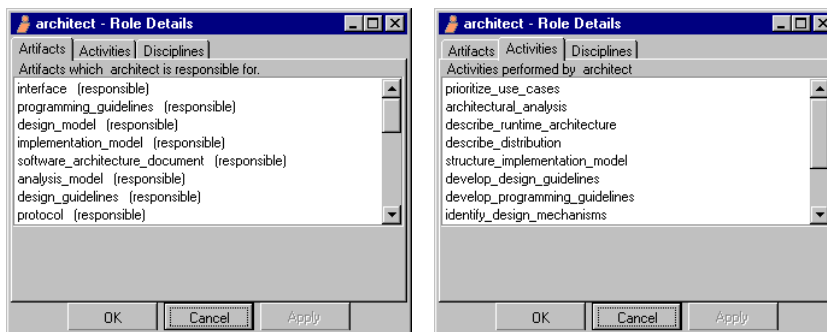 architect - Role Details
Artifacts Activities Disciplines
Artifacts which architect is responsible for.
interface (responsible)
programming_guidelines (responsible)
design_model (responsible)
implementation_model (responsible)
software_architecture_document (responsible)
analysis_model (responsible)
design_guidelines (responsible)
protocol (responsible)
OK Cancel Apply
architect - Role Details
Artifacts Activities Disciplines
Activities performed by architect
prioritize_use_cases
architectural_analysis
describe_runtime_architecture
describe_distribution
structure_implementation_model
develop_design_guidelines
develop_programming_guidelines
identify_design_mechanisms
OK Cancel Apply